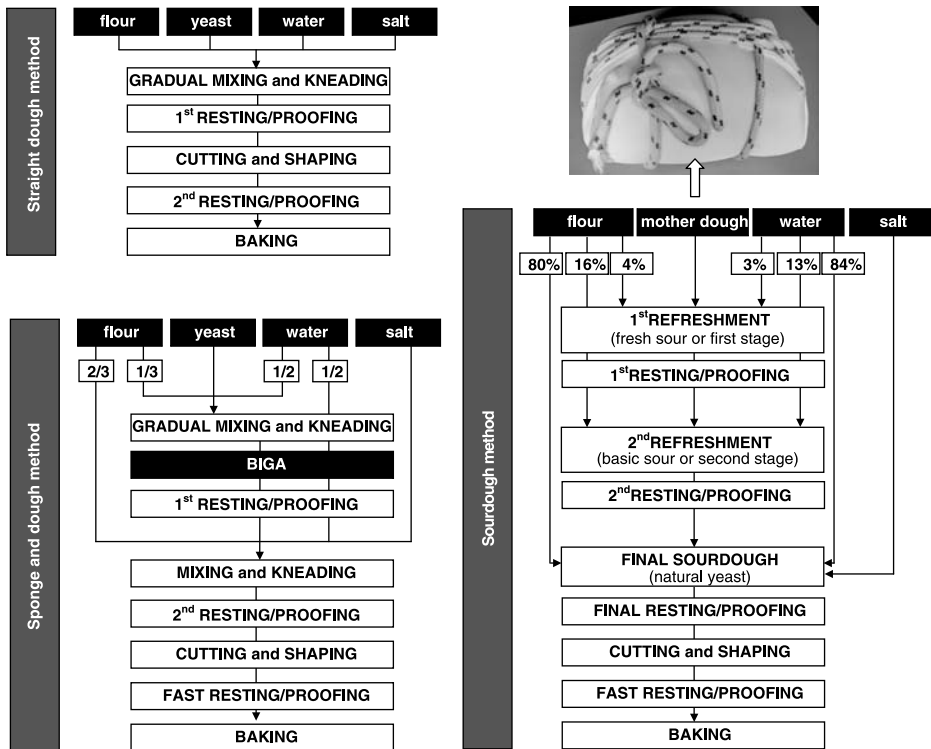 Straight dough method
flour yeast water salt
GRADUAL MIXING and KNEADING
1st RESTING/PROOFING
CUTTING and SHAPING
2nd RESTING/PROOFING
BAKING
Sponge and dough method
flour yeast water salt
2/3 1/3 1/2 1/2
GRADUAL MIXING and KNEADING
BIGA
1st RESTING/PROOFING
MIXING and KNEADING
2nd RESTING/PROOFING
CUTTING and SHAPING
FAST RESTING/PROOFING
BAKING
Sourdough method
flour mother dough water salt
80% 16% 4% 3% 13% 84%
1stREFRESHMENT
(fresh sour or first stage)
1stRESTING/PROOFING
2ndREFRESHMENT
(basic sour or second stage)
2ndRESTING/PROOFING
FINAL SOURDOUGH
(natural yeast)
FINAL RESTING/PROOFING
CUTTING and SHAPING
FAST RESTING/PROOFING
BAKING